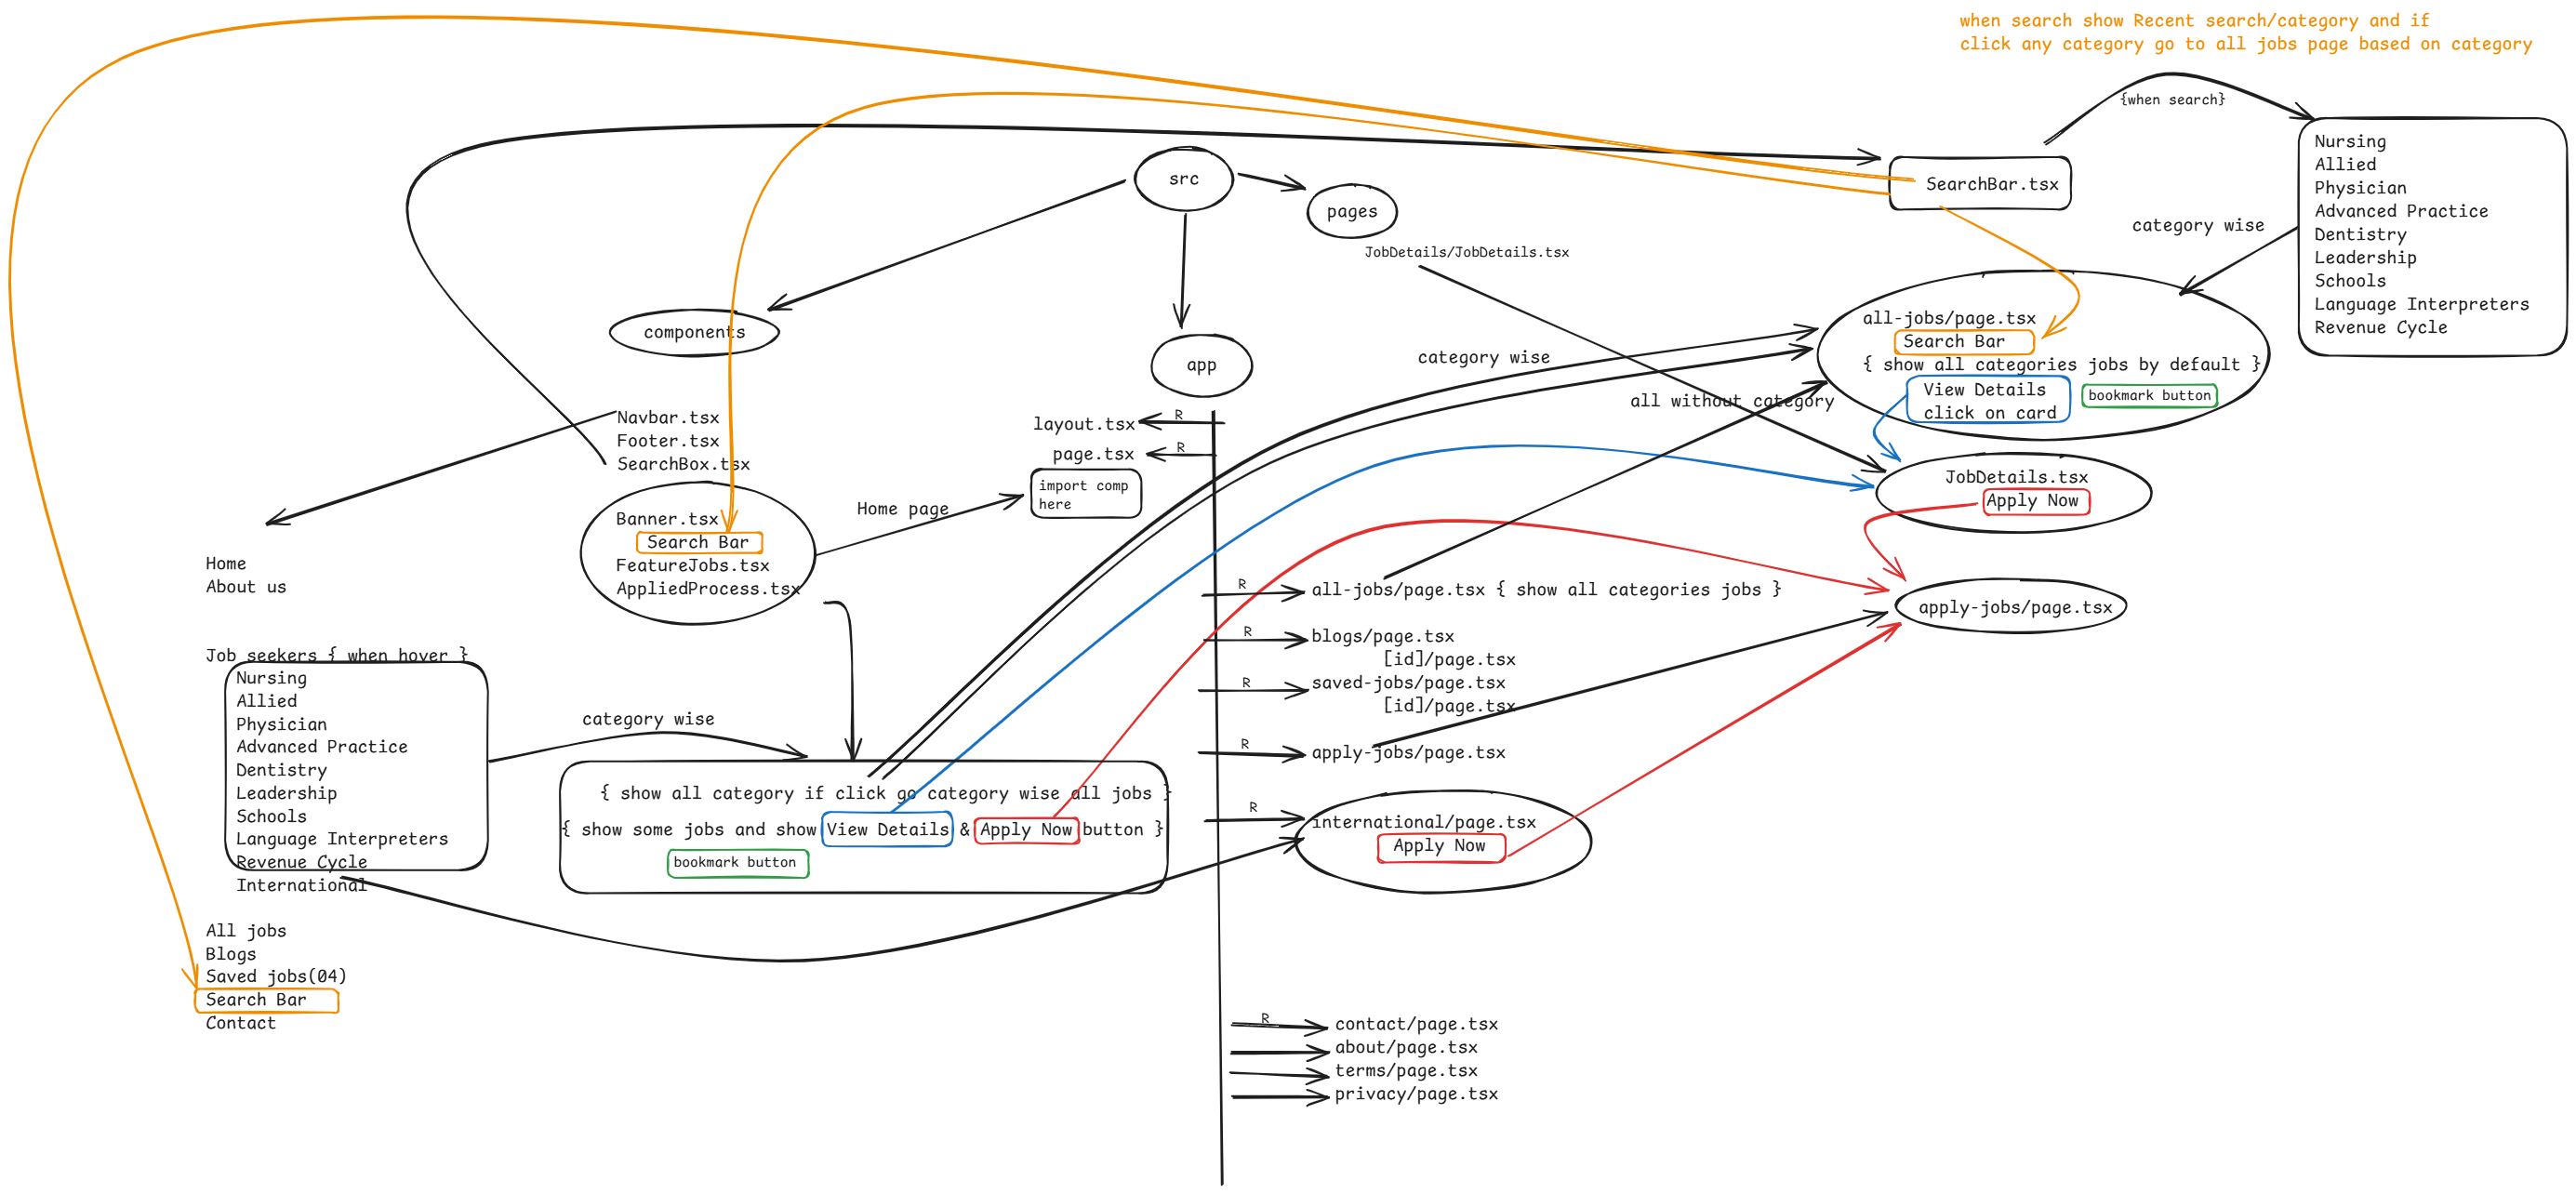 when search show Recent search/category and if
click any category go to all jobs page based on category
{when search}
src
pages
SearchBar.tsx
Nursing
Allied
Physician
Advanced Practice
Dentistry
Leadership
Schools
Language Interpreters
Revenue Cycle
category wise
JobDetails/JobDetails.tsx
components
app
category wise
all without category
all-jobs/page.tsx
Search Bar
{ show all categories jobs by default }
View Details
click on card
bookmark button
Navbar.tsx
Footer.tsx
SearchBox.tsx
layout.tsx
R
page.tsx
R
import comp
here
Home page
Banner.tsx
Search Bar
FeatureJobs.tsx
AppliedProcess.tsx
JobDetails.tsx
Apply Now
apply-jobs/page.tsx
Home
About us
Job seekers { when hover }
Nursing
Allied
Physician
Advanced Practice
Dentistry
Leadership
Schools
Language Interpreters
Revenue Cycle
International
All jobs
Blogs
Saved jobs(04)
Search Bar
Contact
category wise
{ show all category if click go category wise all jobs }
{ show some jobs and show View Details & Apply Now button }
bookmark button
R
all-jobs/page.tsx { show all categories jobs }
R
blogs/page.tsx
[id]/page.tsx
R
saved-jobs/page.tsx
[id]/page.tsx
R
apply-jobs/page.tsx
R
international/page.tsx
Apply Now
R
contact/page.tsx
about/page.tsx
terms/page.tsx
privacy/page.tsx